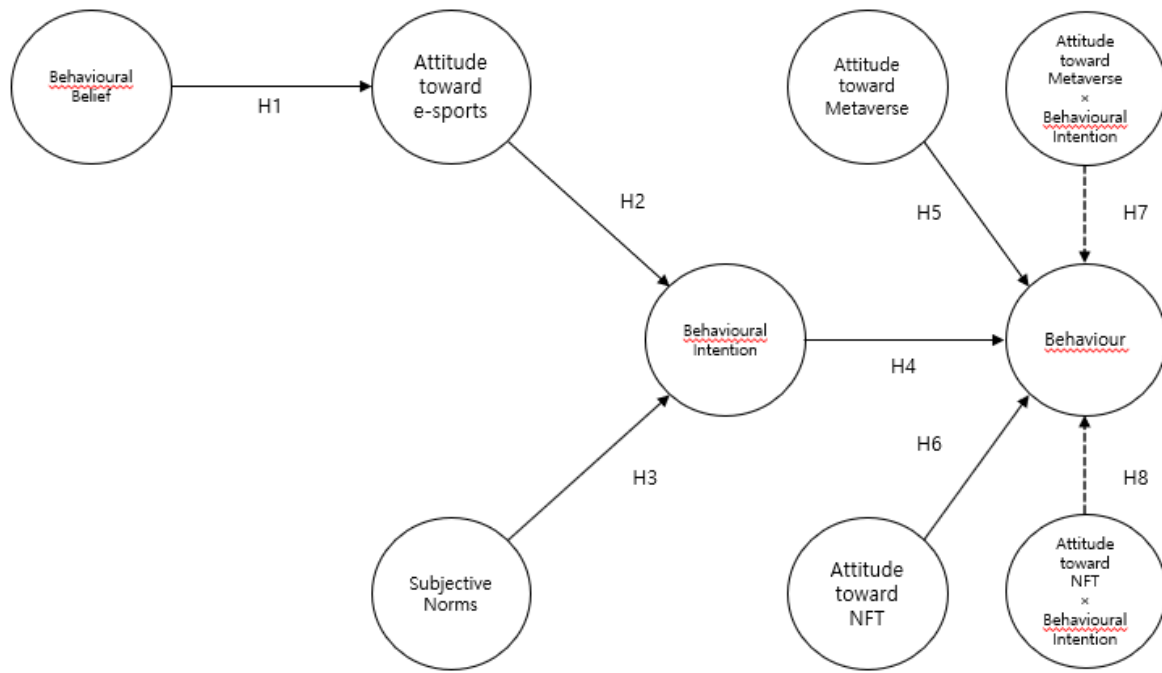 Behavioural
Belief
H1
Attitude
toward
e-sports
Attitude
toward
Metaverse
Attitude
toward
Metaverse
×
Behavioural
Intention
H2
H5
H7
Behavioural
Intention
H4
Behaviour
H3
H6
H8
Subjective
Norms
Attitude
toward
NFT
Attitude
toward
NFT
×
Behavioural
Intention